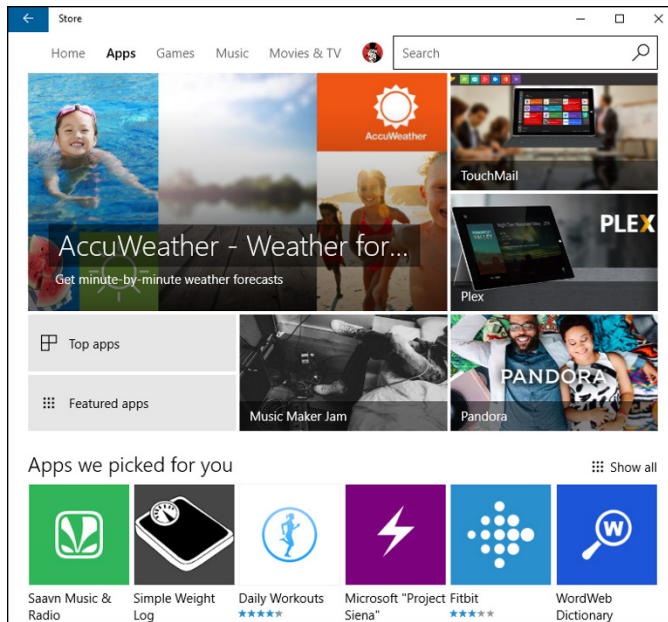 Store
Home Apps Games Music Movies & TV
Search
AccuWeather
TouchMail
AccuWeather - Weather for...
Get minute-by-minute weather forecasts
PLEX
Plex
Top apps
Featured apps
Music Maker Jam
PANDORA
Pandora
Apps we picked for you
Show all
Saavn Music &
Radio
Simple Weight
Log
Daily Workouts
Microsoft "Project
Siena"
Fitbit
W
WordWeb
Dictionary